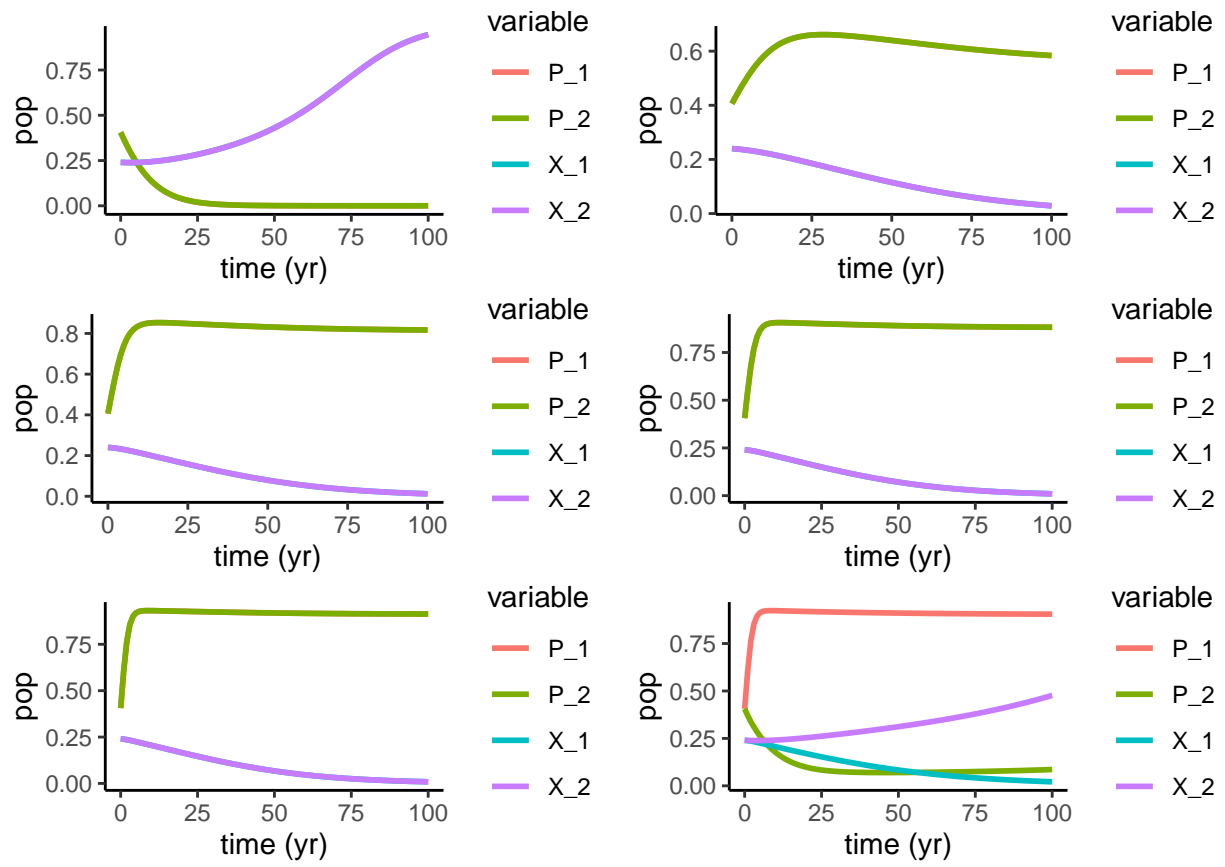 pop
0.75
0.50
0.25
0.00
0 25 50 75 100
time (yr)
variable
P_1
P_2
X_1
X_2
pop
0.6
0.4
0.2
0.0
0 25 50 75 100
time (yr)
variable
P_1
P_2
X_1
X_2
pop
0.8
0.6
0.4
0.2
0.0
0 25 50 75 100
time (yr)
variable
P_1
P_2
X_1
X_2
pop
0.75
0.50
0.25
0.00
0 25 50 75 100
time (yr)
variable
P_1
P_2
X_1
X_2
pop
0.75
0.50
0.25
0.00
0 25 50 75 100
time (yr)
variable
P_1
P_2
X_1
X_2
pop
0.75
0.50
0.25
0.00
0 25 50 75 100
time (yr)
variable
P_1
P_2
X_1
X_2